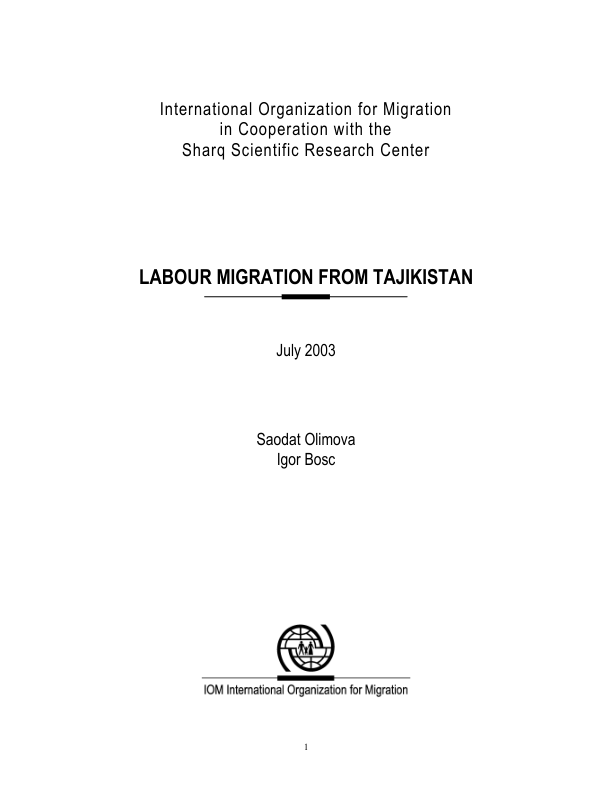 International Organization for Migration
in Cooperation with the
Sharq Scientific Research Center
LABOUR MIGRATION FROM TAJIKISTAN
July 2003
Saodat Olimova
Igor Bosc
IOM International Organization for Migration
1